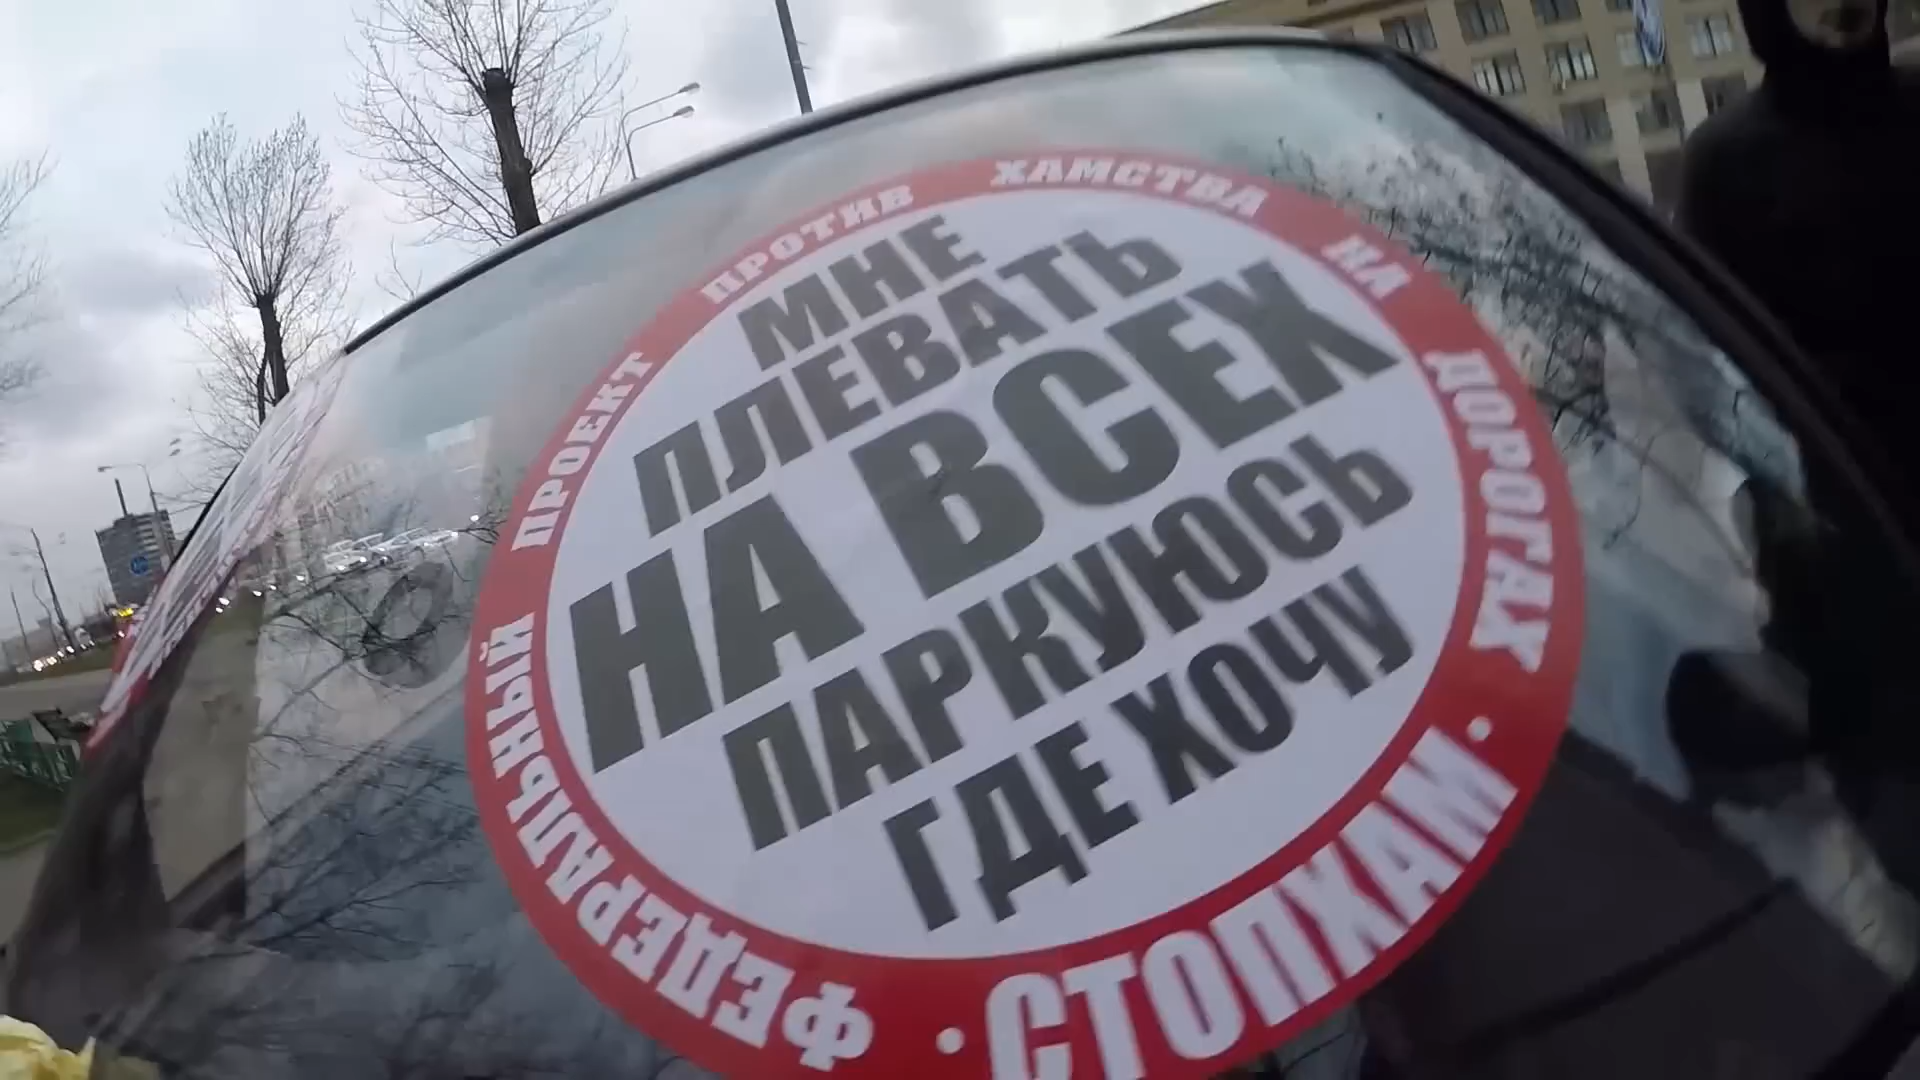 МНЕ
ПЛЕВАТЬ
НА ВСЕХ
ПАРКУЮСЬ
ГДЕ ХОЧУ
ФЕДЕРАЛЬНЫЙ ПРОЕКТ ПРОТИВ ХАМСТВА НА ДОРОГАХ
• СТОПХАМ •